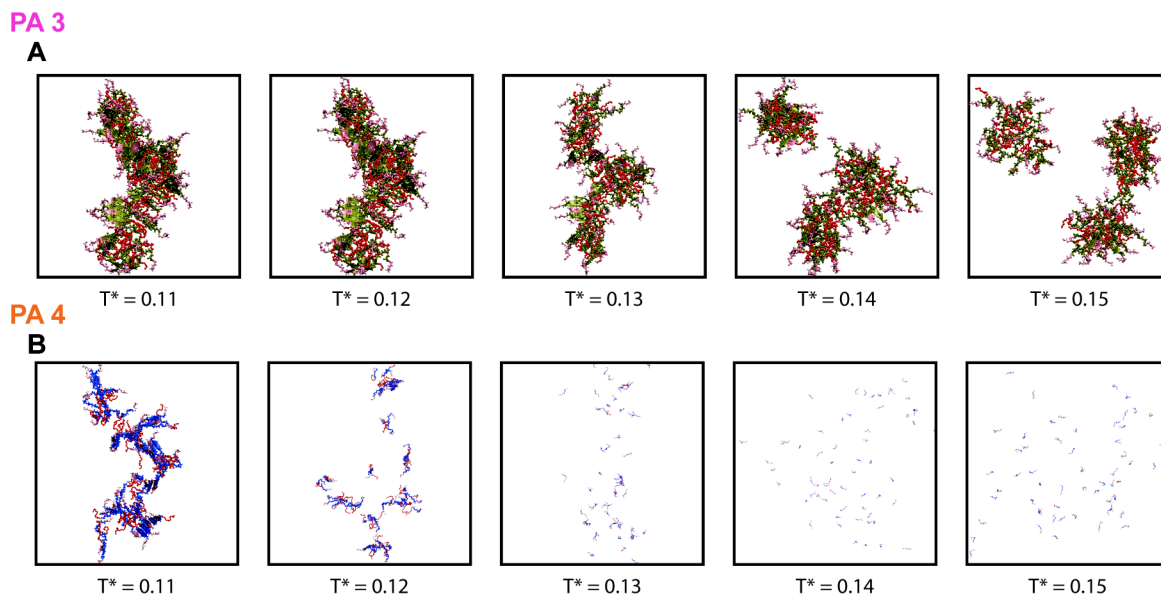 PA 3
A
T* = 0.11
T* = 0.12
T* = 0.13
T* = 0.14
T* = 0.15
PA 4
B
T* = 0.11
T* = 0.12
T* = 0.13
T* = 0.14
T* = 0.15